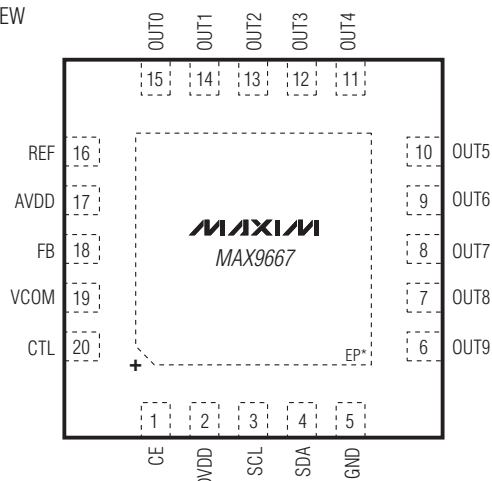 EW
OUT0 OUT1 OUT2 OUT3 OUT4
15 14 13 12 11
REF 16 10 OUT5
AVDD 17 9 OUT6
MAXIM
FB 18 8 OUT7
MAX9667
VCOM 19 7 OUT8
CTL 20 6 OUT9
+ EP*
1 2 3 4 5
CE SCL SDA GND